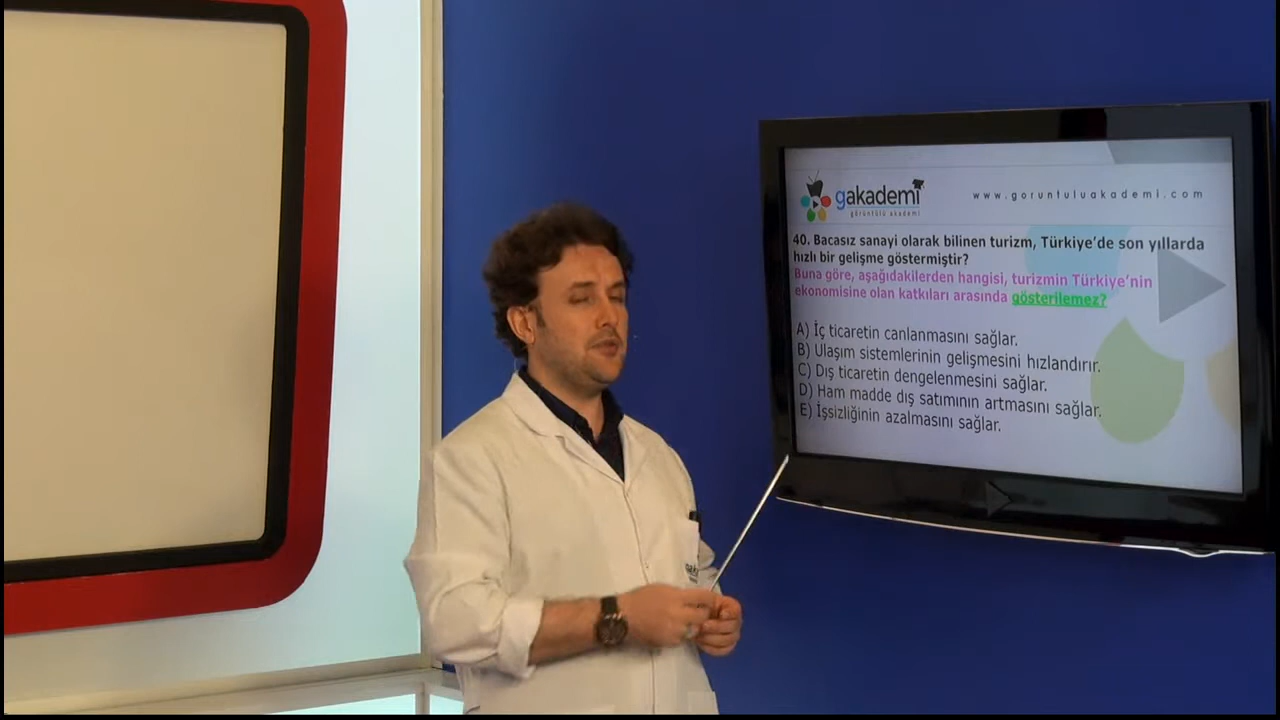 gakademi
görüntülü akademi
www.goruntuluakademi.com
40. Bacasız sanayi olarak bilinen turizm, Türkiye'de son yıllarda
hızlı bir gelişme göstermiştir?
Buna göre, aşağıdakilerden hangisi, turizmin Türkiye'nin
ekonomisine olan katkıları arasında gösterilemez?
A) İç ticaretin canlanmasını sağlar.
B) Ulaşım sistemlerinin gelişmesini hızlandırır.
C) Dış ticaretin dengelenmesini sağlar.
D) Ham madde dış satımının artmasını sağlar.
E) İşsizliğinin azalmasını sağlar.